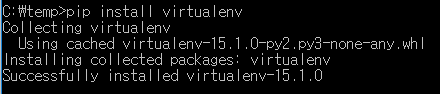 C:₩temp>pip install virtualenv
Collecting virtualenv
  Using cached virtualenv-15.1.0-py2.py3-none-any.whl
Installing collected packages: virtualenv
Successfully installed virtualenv-15.1.0